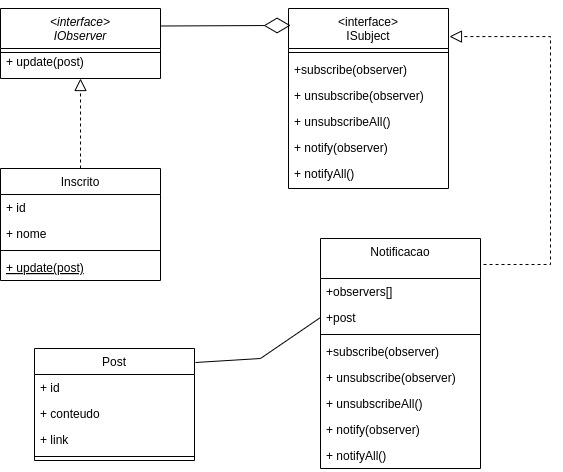 <interface>
IObserver
+ update(post)
<interface>
ISubject
+subscribe(observer)
+ unsubscribe(observer)
+ unsubscribeAll()
+ notify(observer)
+ notifyAll()
Inscrito
+ id
+ nome
+ update(post)
Notificacao
+observers[]
+post
+subscribe(observer)
+ unsubscribe(observer)
+ unsubscribeAll()
+ notify(observer)
+ notifyAll()
Post
+ id
+ conteudo
+ link